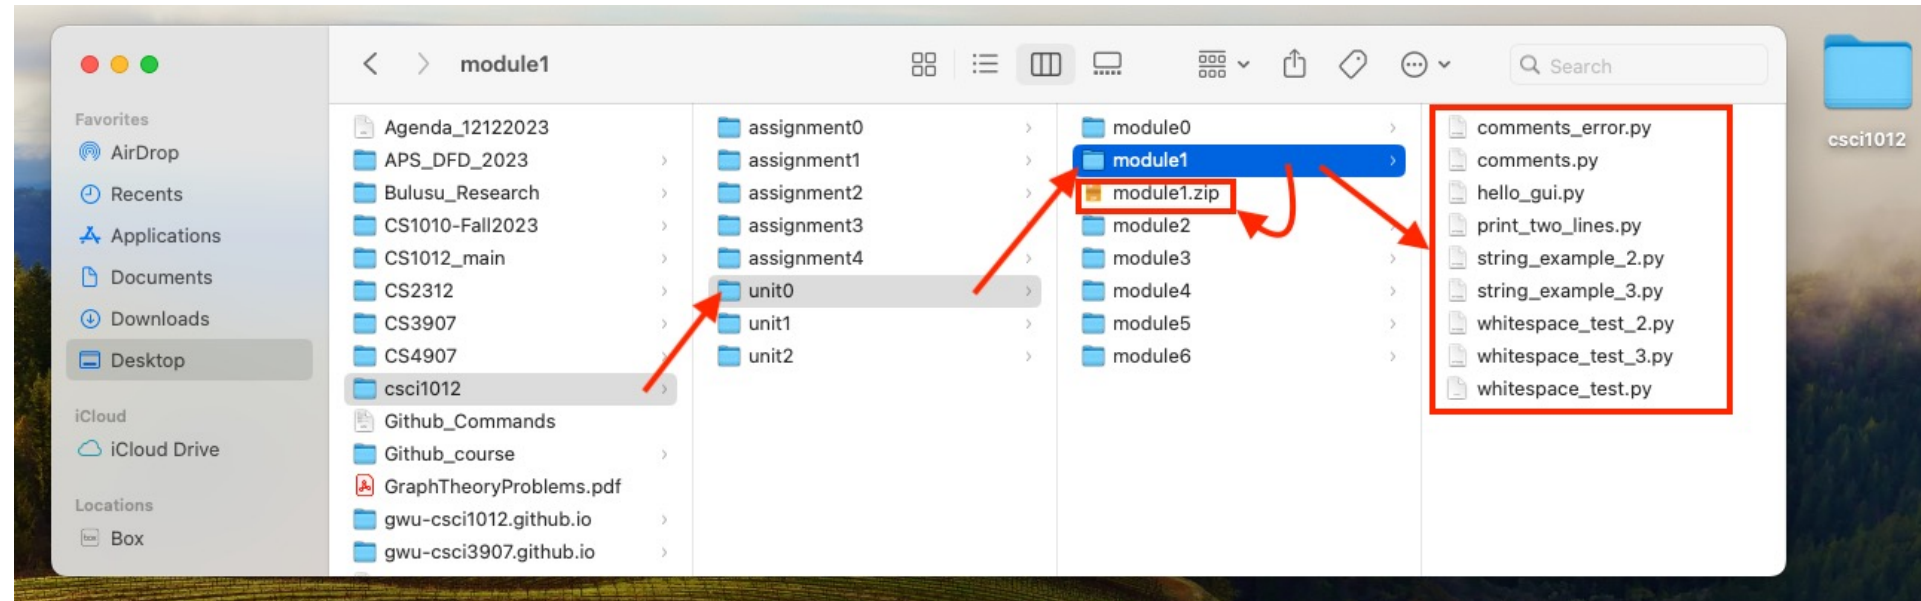 module1
Search
Favorites
AirDrop
Recents
Applications
Documents
Downloads
Desktop
iCloud
iCloud Drive
Locations
box
Box
Agenda_12122023
APS_DFD_2023
Bulusu_Research
CS1010-Fall2023
CS1012_main
CS2312
CS3907
CS4907
csci1012
Github_Commands
Github_course
GraphTheoryProblems.pdf
gwu-csci1012.github.io
gwu-csci3907.github.io
assignment0
assignment1
assignment2
assignment3
assignment4
unit0
unit1
unit2
module0
module1
module1.zip
module2
module3
module4
module5
module6
comments_error.py
comments.py
hello_gui.py
print_two_lines.py
string_example_2.py
string_example_3.py
whitespace_test_2.py
whitespace_test_3.py
whitespace_test.py
csci1012